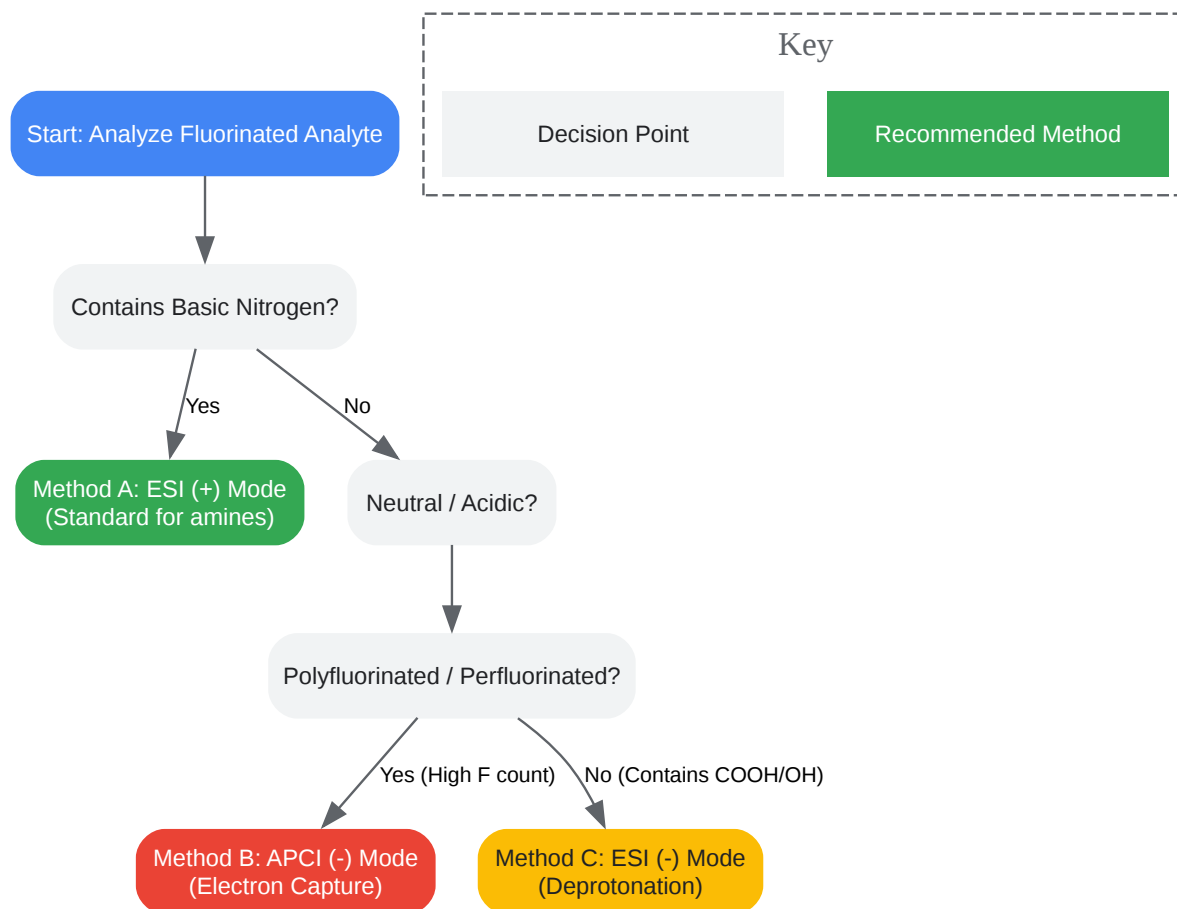 Key
Decision Point
Recommended Method
Start: Analyze Fluorinated Analyte
Contains Basic Nitrogen?
Yes
No
Method A: ESI (+) Mode
(Standard for amines)
Neutral / Acidic?
Polyfluorinated / Perfluorinated?
Yes (High F count)
No (Contains COOH/OH)
Method B: APCI (-) Mode
(Electron Capture)
Method C: ESI (-) Mode
(Deprotonation)